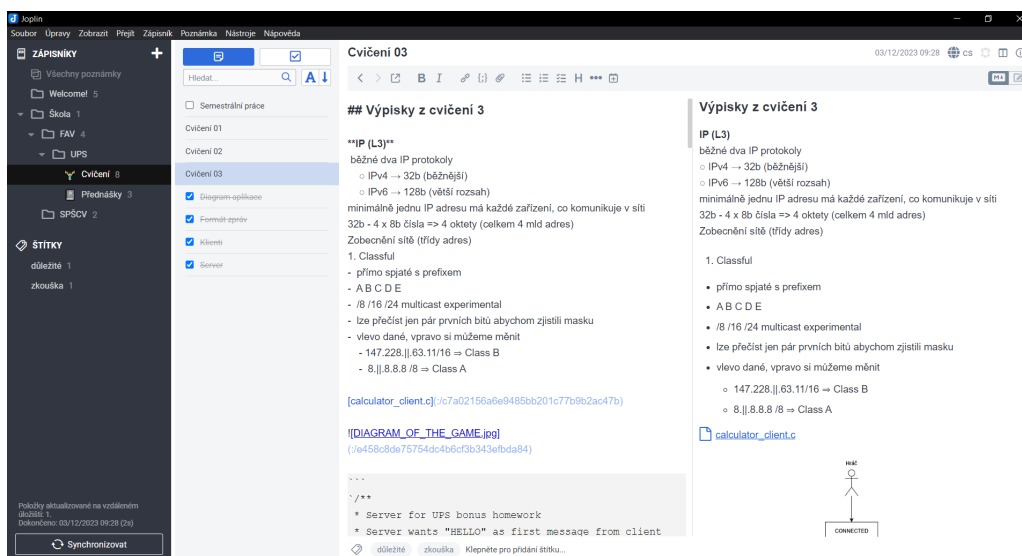 Joplin
Soubor Úpravy Zobrazit Přejít Zápisník Poznámka Nástroje Nápověda
ZÁPISNÍKY
Všechny poznámky
Welcome! 5
Škola 1
FAV 4
UPS
Cvičení 8
Přednášky 3
SPŠCV 2
ŠTÍTKY
důležité 1
zkouška 1
Položky aktualizované na vzdáleném
úložišti: 1.
Dokončeno: 03/12/2023 09:28 (2s)
Synchronizovat
Hledat...
Semestrální práce
Cvičení 01
Cvičení 02
Cvičení 03
Diagram aplikace
Formát zpráv
Klienti
Server
Cvičení 03
03/12/2023 09:28 cs
## Výpisky z cvičení 3
**IP (L3)**
běžné dva IP protokoly
○ IPv4 → 32b (běžnější)
○ IPv6 → 128b (větší rozsah)
minimálně jednu IP adresu má každé zařízení, co komunikuje v síti
32b - 4 x 8b čísla => 4 oktety (celkem 4 mld adres)
Zobecnění sítě (třídy adres)
1. Classful
- přímo spjaté s prefixem
- A B C D E
- /8 /16 /24 multicast experimental
- lze přečíst jen pár prvních bitů abychom zjistili masku
- vlevo dané, vpravo si můžeme měnit
- 147.228.||.63.11/16 ⇒ Class B
- 8.||.8.8.8 /8 ⇒ Class A
[calculator_client.c](:/c7a02156a6e9485bb201c77b9b2ac47b)
![DIAGRAM_OF_THE_GAME.jpg]
(:/e458c8de75754dc4b6cf3b343efbda84)
```
`/**
* Server for UPS bonus homework
* Server wants "HELLO" as first message from client
důležité zkouška Klepněte pro přidání štítku...
Výpisky z cvičení 3
IP (L3)
běžné dva IP protokoly
○ IPv4 → 32b (běžnější)
○ IPv6 → 128b (větší rozsah)
minimálně jednu IP adresu má každé zařízení, co komunikuje v síti
32b - 4 x 8b čísla => 4 oktety (celkem 4 mld adres)
Zobecnění sítě (třídy adres)
1. Classful
• přímo spjaté s prefixem
• A B C D E
• /8 /16 /24 multicast experimental
• lze přečíst jen pár prvních bitů abychom zjistili masku
• vlevo dané, vpravo si můžeme měnit
○ 147.228.||.63.11/16 ⇒ Class B
○ 8.||.8.8.8 /8 ⇒ Class A
calculator_client.c
Hráč
CONNECTED